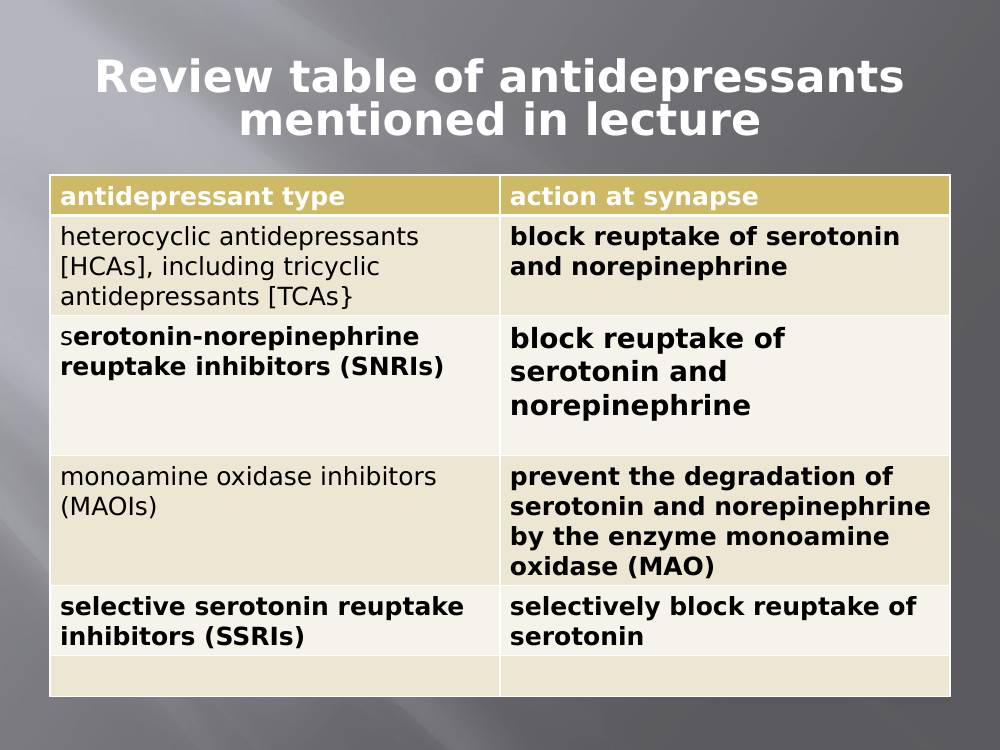 Review table of antidepressants
mentioned in lecture
antidepressant type
action at synapse
heterocyclic antidepressants
[HCAs], including tricyclic
antidepressants [TCAs}
block reuptake of serotonin
and norepinephrine
serotonin-norepinephrine
reuptake inhibitors (SNRIs)
block reuptake of
serotonin and
norepinephrine
monoamine oxidase inhibitors
(MAOIs)
prevent the degradation of
serotonin and norepinephrine
by the enzyme monoamine
oxidase (MAO)
selective serotonin reuptake
inhibitors (SSRIs)
selectively block reuptake of
serotonin